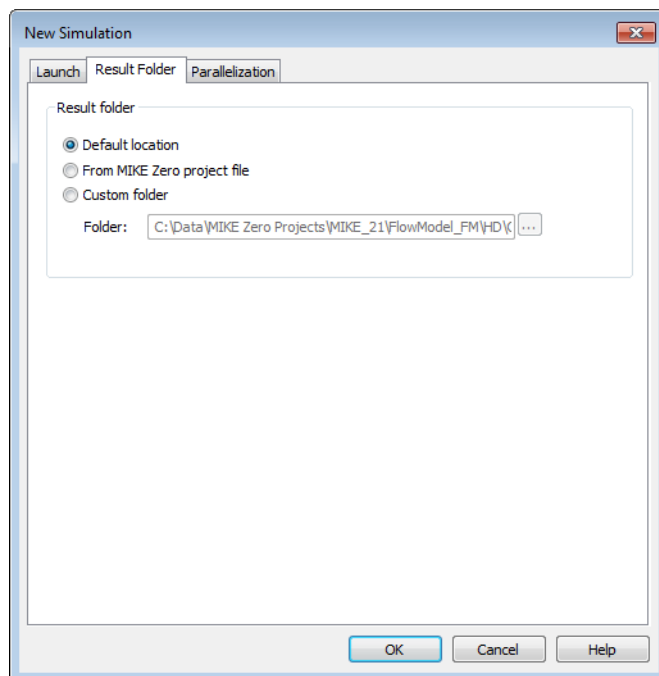 New Simulation
Launch Result Folder Parallelization
Result folder
Default location
From MIKE Zero project file
Custom folder
Folder: C:\Data\MIKE Zero Projects\MIKE_21\FlowModel_FM\HD\ ...
OK Cancel Help